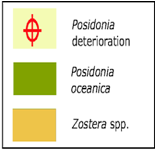 Posidonia
deterioration
Posidonia
oceanica
Zostera spp.